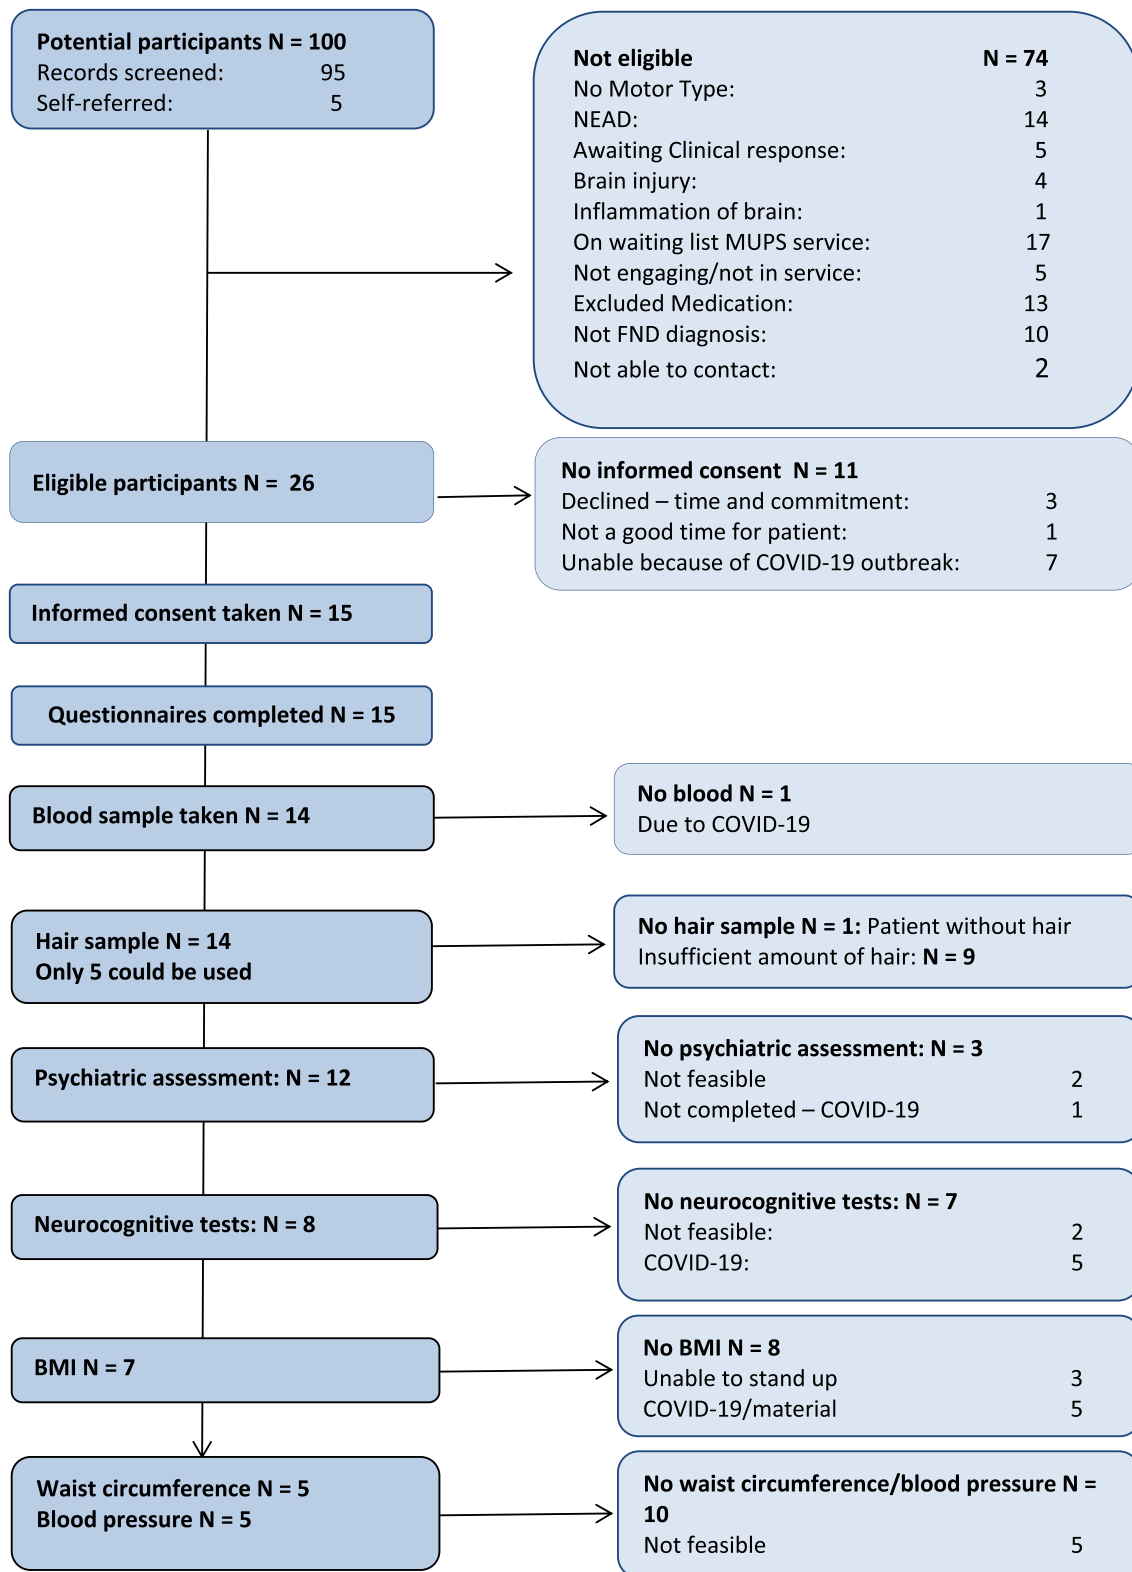 Potential participants N = 100
Records screened: 95
Self-referred: 5
Not eligible N = 74
No Motor Type: 3
NEAD: 14
Awaiting Clinical response: 5
Brain injury: 4
Inflammation of brain: 1
On waiting list MUPS service: 17
Not engaging/not in service: 5
Excluded Medication: 13
Not FND diagnosis: 10
Not able to contact: 2
Eligible participants N = 26
No informed consent N = 11
Declined – time and commitment: 3
Not a good time for patient: 1
Unable because of COVID-19 outbreak: 7
Informed consent taken N = 15
Questionnaires completed N = 15
Blood sample taken N = 14
No blood N = 1
Due to COVID-19
Hair sample N = 14
Only 5 could be used
No hair sample N = 1: Patient without hair
Insufficient amount of hair: N = 9
Psychiatric assessment: N = 12
No psychiatric assessment: N = 3
Not feasible 2
Not completed – COVID-19 1
Neurocognitive tests: N = 8
No neurocognitive tests: N = 7
Not feasible: 2
COVID-19: 5
BMI N = 7
No BMI N = 8
Unable to stand up 3
COVID-19/material 5
Waist circumference N = 5
Blood pressure N = 5
No waist circumference/blood pressure N =
10
Not feasible 5